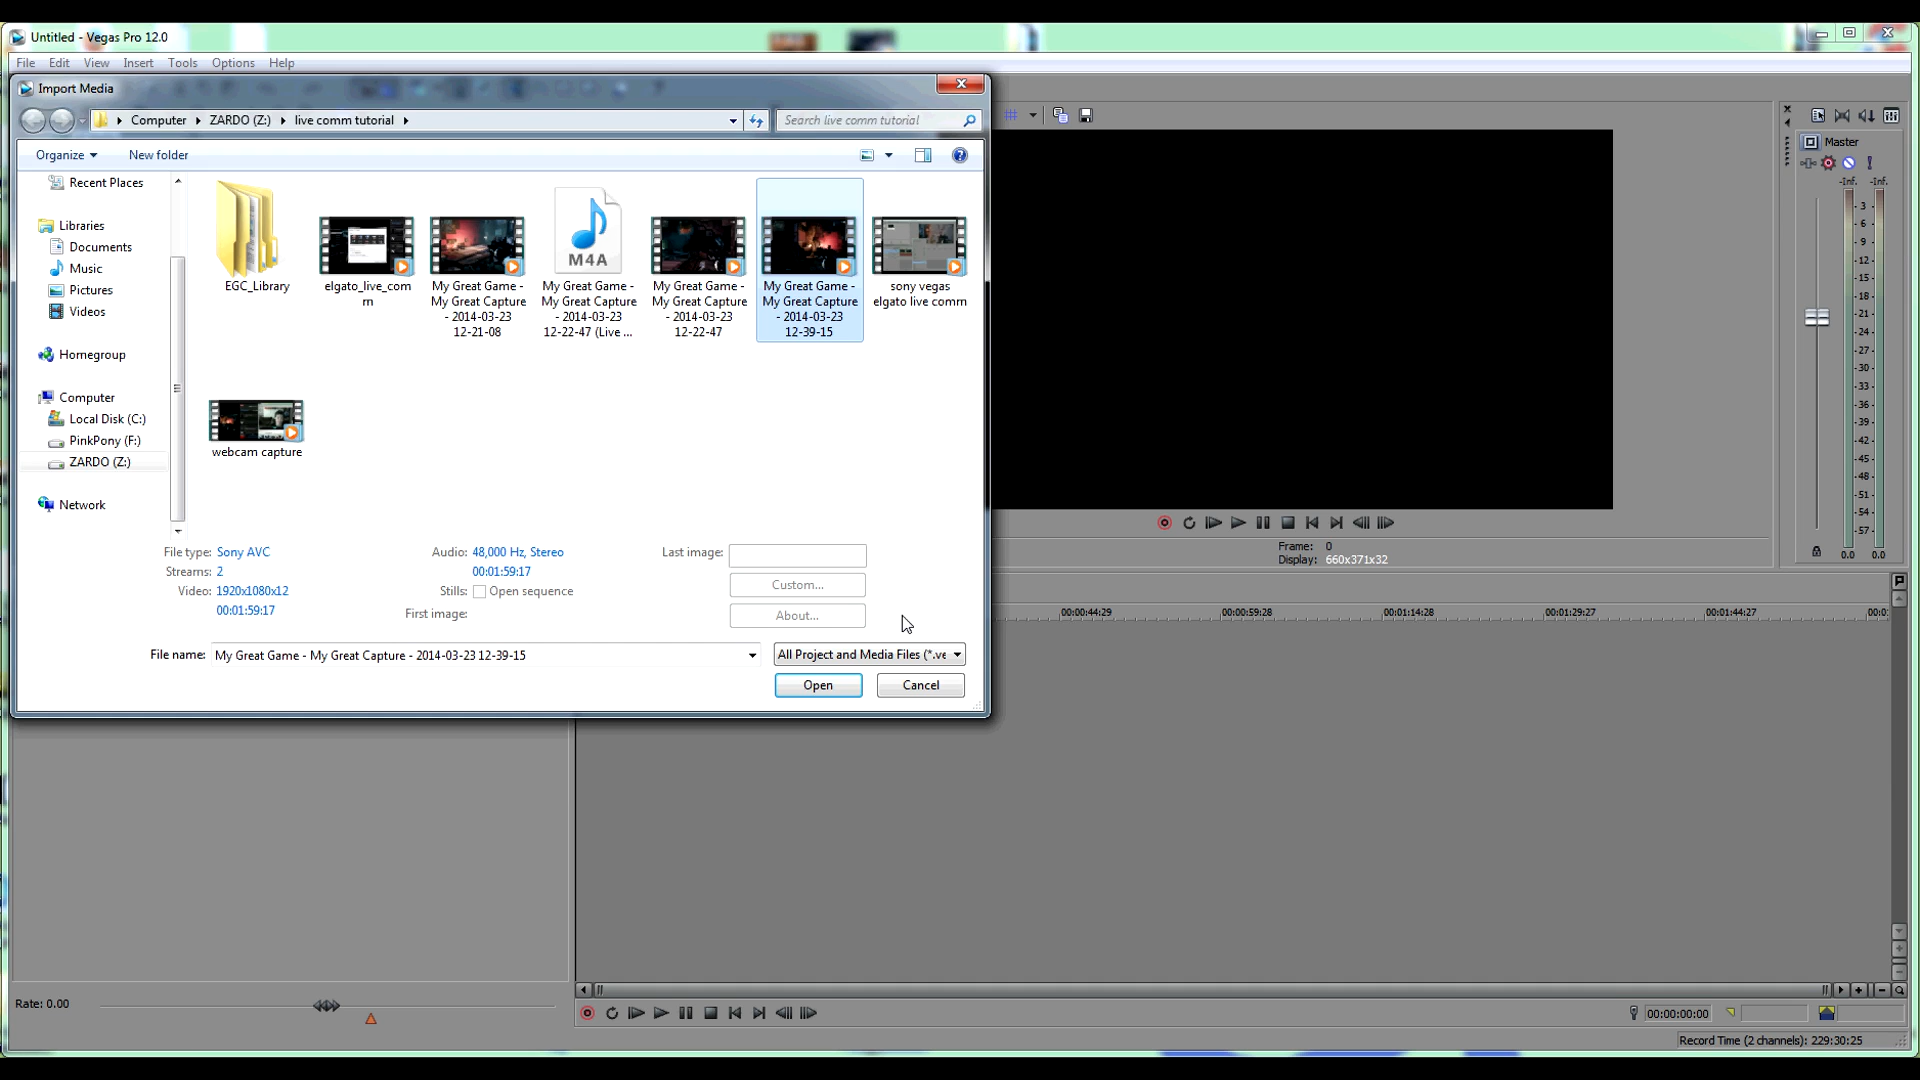 Untitled - Vegas Pro 12.0
File Edit View Insert Tools Options Help
Import Media
Computer ZARDO (Z:) live comm tutorial
Search live comm tutorial
Organize New folder
Recent Places
Libraries
Documents
Music
Pictures
Videos
Homegroup
Computer
Local Disk (C:)
PinkPony (F:)
ZARDO (Z:)
Network
EGC_Library
elgato_live_com
m
My Great Game -
My Great Capture
- 2014-03-23
12-21-08
M4A
My Great Game -
My Great Capture
- 2014-03-23
12-22-47 (Live ...
My Great Game -
My Great Capture
- 2014-03-23
12-22-47
My Great Game -
My Great Capture
- 2014-03-23
12-39-15
sony vegas
elgato live comm
webcam capture
File type: Sony AVC
Streams: 2
Video: 1920x1080x12
00:01:59:17
Audio: 48,000 Hz, Stereo
00:01:59:17
Stills: Open sequence
First image:
Last image:
Custom...
About...
File name: My Great Game - My Great Capture - 2014-03-23 12-39-15
All Project and Media Files (*.ve
Open Cancel
Master
-Inf. -Inf.
3
6
-9-
-12-
-15-
-18-
-21-
-24-
-27-
-30-
-33-
-36-
-39-
-42-
-45-
-48-
-51-
-54-
-57-
0.0 0.0
Frame: 0
Display: 660x371x32
00:00:44:29 00:00:59:28 00:01:14:28 00:01:29:27 00:01:44:27 00:0
Rate: 0.00
00:00:00:00
Record Time (2 channels): 229:30:25